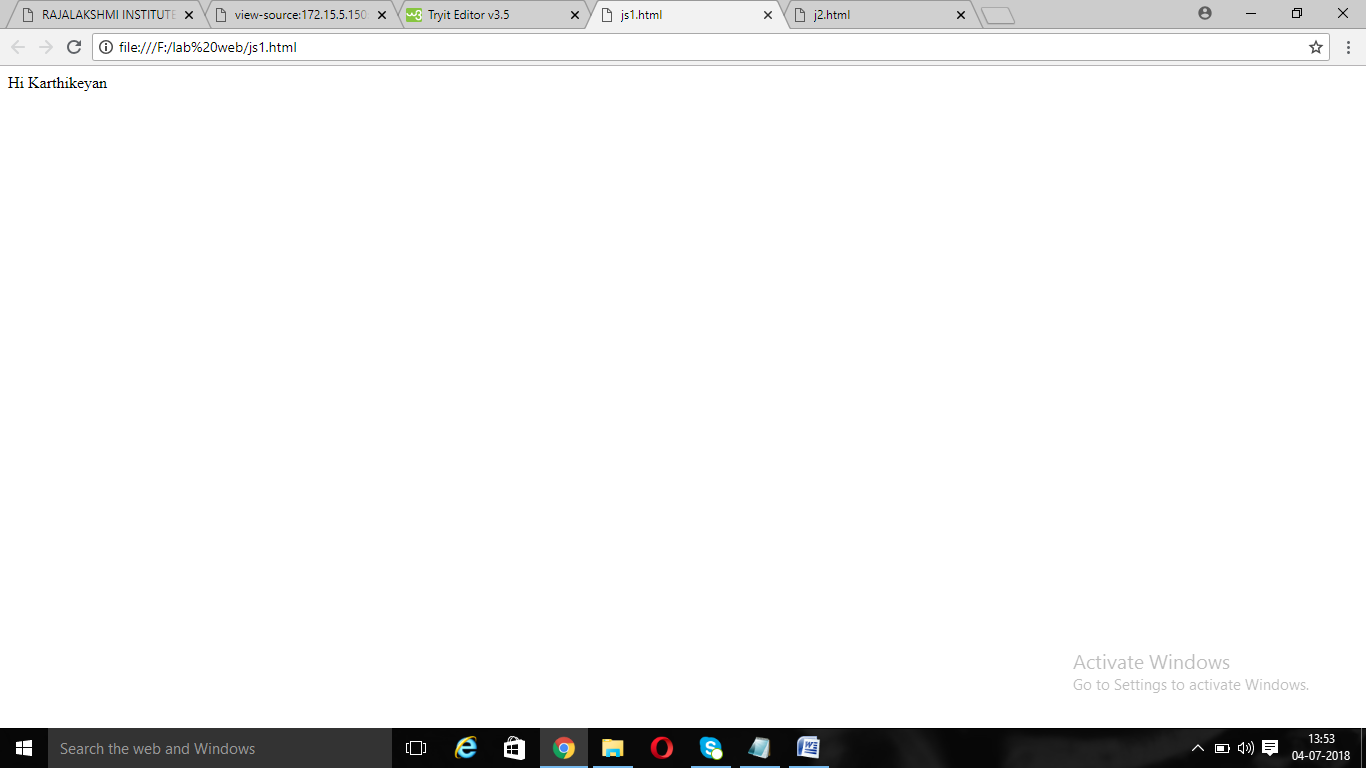 RAJALAKSHMI INSTITUTE
view-source:172.15.5.150
Tryit Editor v3.5
js1.html
j2.html
file:///F:/lab%20web/js1.html
Hi Karthikeyan
Activate Windows
Go to Settings to activate Windows.
Search the web and Windows
13:53
04-07-2018